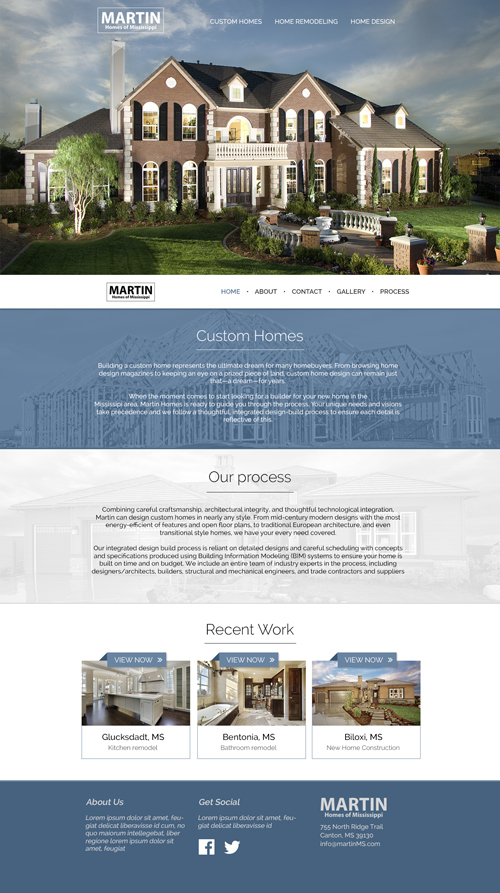 MARTIN
Homes of Mississippi
CUSTOM HOMES HOME REMODELING HOME DESIGN
MARTIN
Homes of Mississippi
HOME • ABOUT • CONTACT • GALLERY • PROCESS
Custom Homes
Building a custom home represents the ultimate dream for many homebuyers. From browsing home
design magazines to keeping an eye on a prized piece of land, custom home design can remain just
that—a dream—for years.
When the moment comes to start looking for a builder for your new home in the
Mississipi area, Martin Homes is ready to guide you through the process. Your unique needs and visions
take precedence and we follow a thoughtful, integrated design-build process to ensure each detail is
reflective of this.
Our process
Combining careful craftsmanship, architectural integrity, and thoughtful technological integration,
Martin can design custom homes in nearly any style. From mid-century modern designs with the most
energy-efficient of features and open floor plans, to traditional European architecture, and even
transitional style homes, we have your every need covered.
Our integrated design build process is reliant on detailed designs and careful scheduling with concepts
and specifications produced using Building Information Modeling (BIM) systems to ensure your home is
built on time and on budget. We include an entire team of industry experts in the process, including
designers/architects, builders, structural and mechanical engineers, and trade contractors and suppliers
Recent Work
VIEW NOW » VIEW NOW » VIEW NOW »
Glucksdadt, MS Bentonia, MS Biloxi, MS
Kitchen remodel Bathroom remodel New Home Construction
About Us
Lorem ipsum dolor sit amet, feu-
giat delicat liberavisse id cum, no
quo maiorum intellegebat, liber
regione lorem ipsum dolor sit
amet, feugiat
Get Social
Lorem ipsum dolor sit amet, feu-
giat delicat liberavisse id
MARTIN
Homes of Mississippi
755 North Ridge Trail
Canton, MS 39130
info@martinMS.com